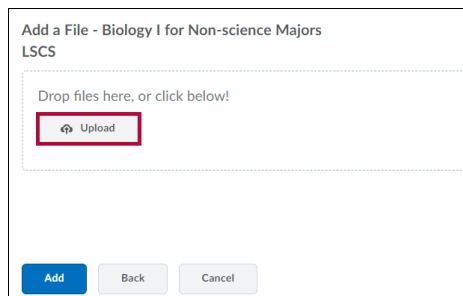 Add a File - Biology I for Non-science Majors
LSCS
Drop files here, or click below!
Upload
Add Back Cancel